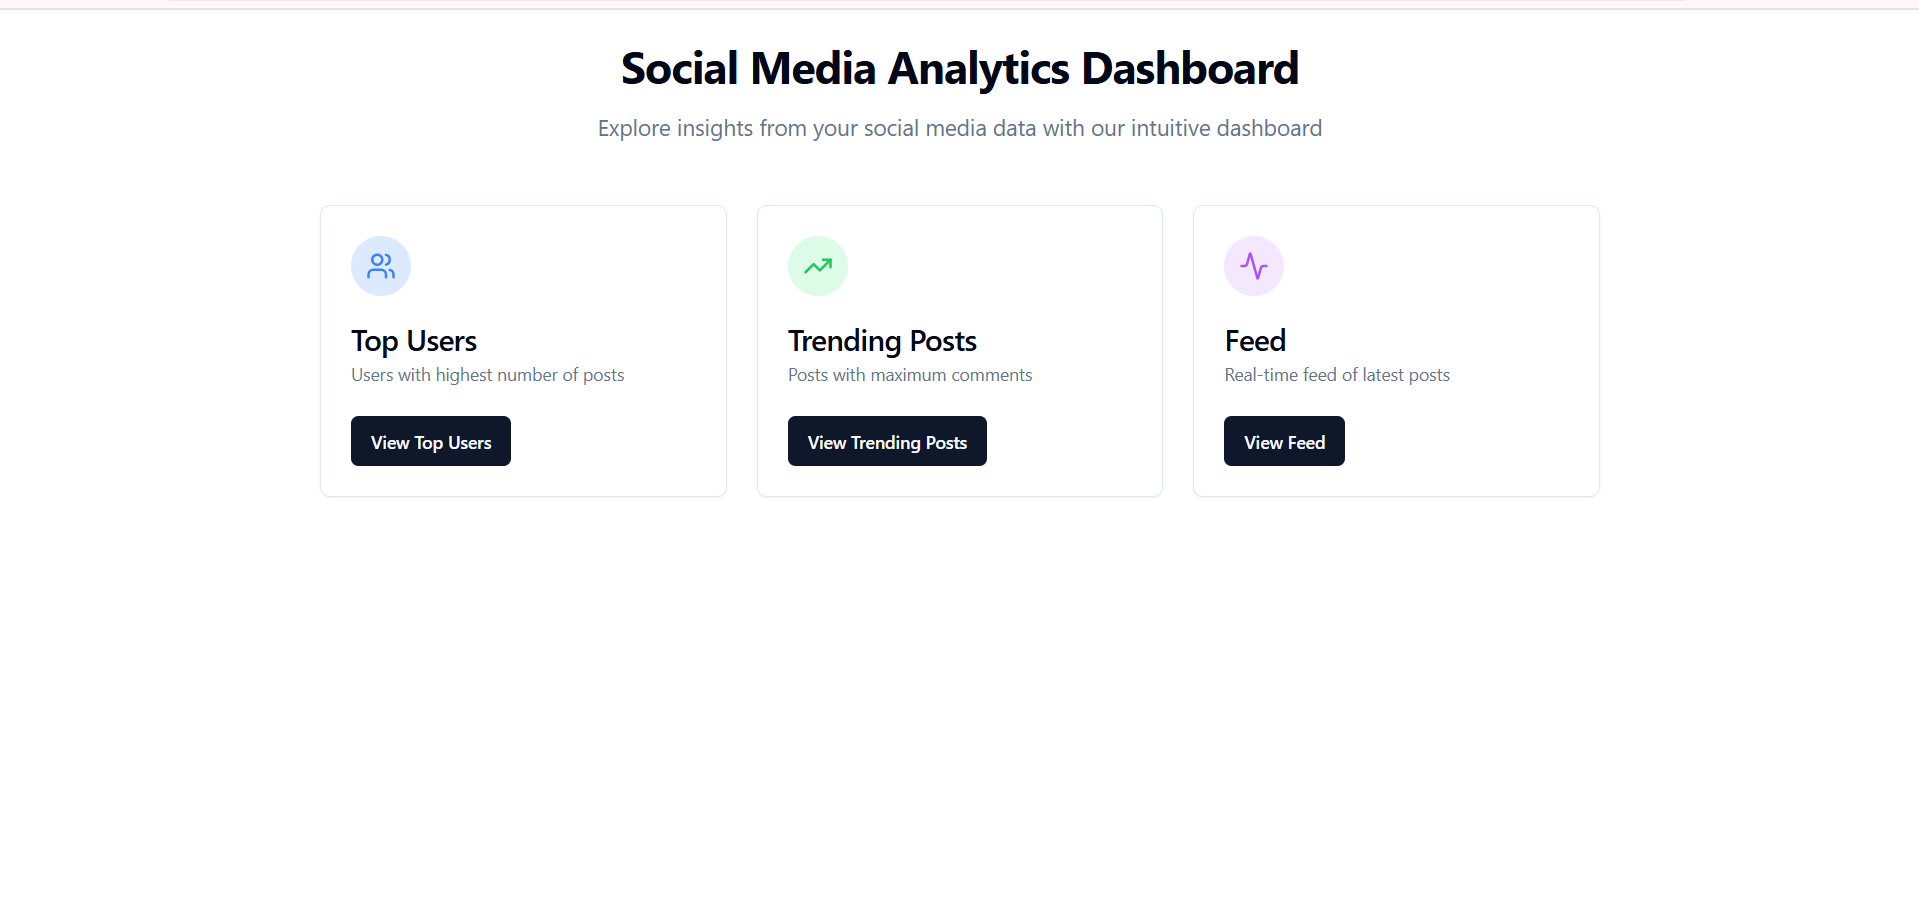 Social Media Analytics Dashboard
Explore insights from your social media data with our intuitive dashboard
Top Users
Users with highest number of posts
View Top Users
Trending Posts
Posts with maximum comments
View Trending Posts
Feed
Real-time feed of latest posts
View Feed